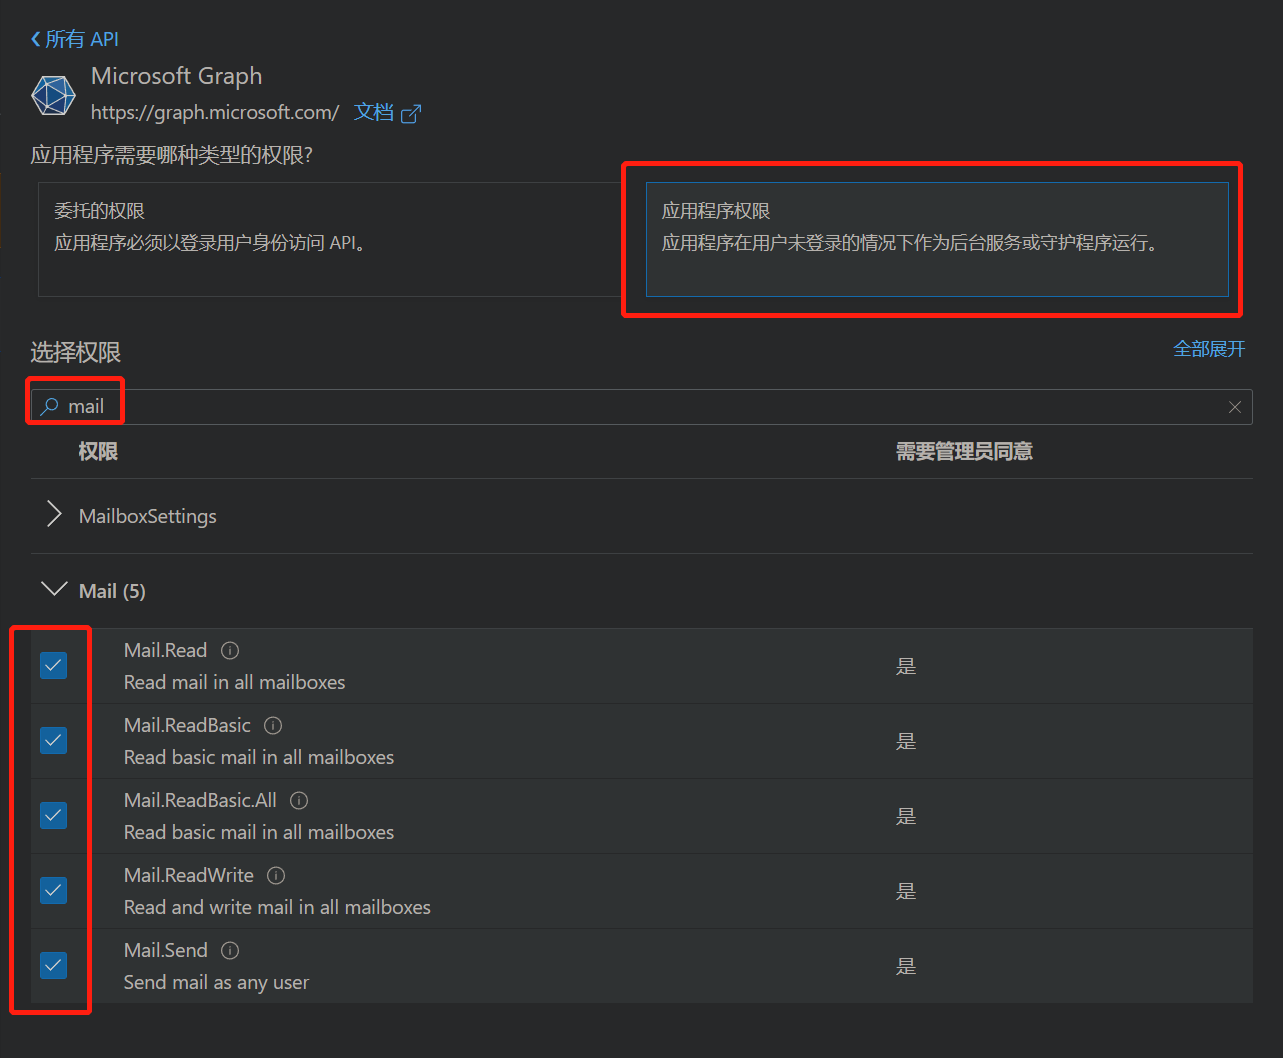 所有 API
Microsoft Graph
https://graph.microsoft.com/ 文档
应用程序需要哪种类型的权限?
委托的权限
应用程序必须以登录用户身份访问 API。
应用程序权限
应用程序在用户未登录的情况下作为后台服务或守护程序运行。
选择权限
全部展开
mail
权限
需要管理员同意
MailboxSettings
Mail (5)
Mail.Read
Read mail in all mailboxes
是
Mail.ReadBasic
Read basic mail in all mailboxes
是
Mail.ReadBasic.All
Read basic mail in all mailboxes
是
Mail.ReadWrite
Read and write mail in all mailboxes
是
Mail.Send
Send mail as any user
是